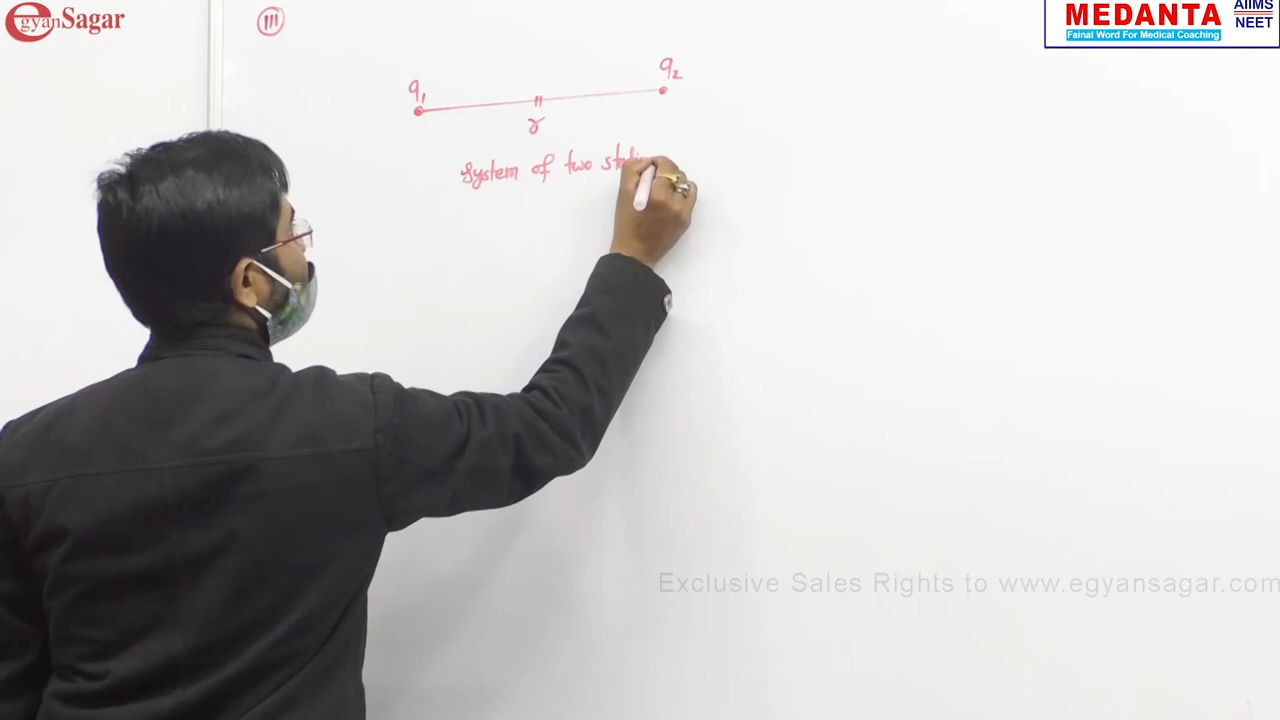 egyanSagar
III
MEDANTA
AIIMS
NEET
Fainal Word For Medical Coaching
q1
q2
r
System of two
Exclusive Sales Rights to www.egyansagar.com